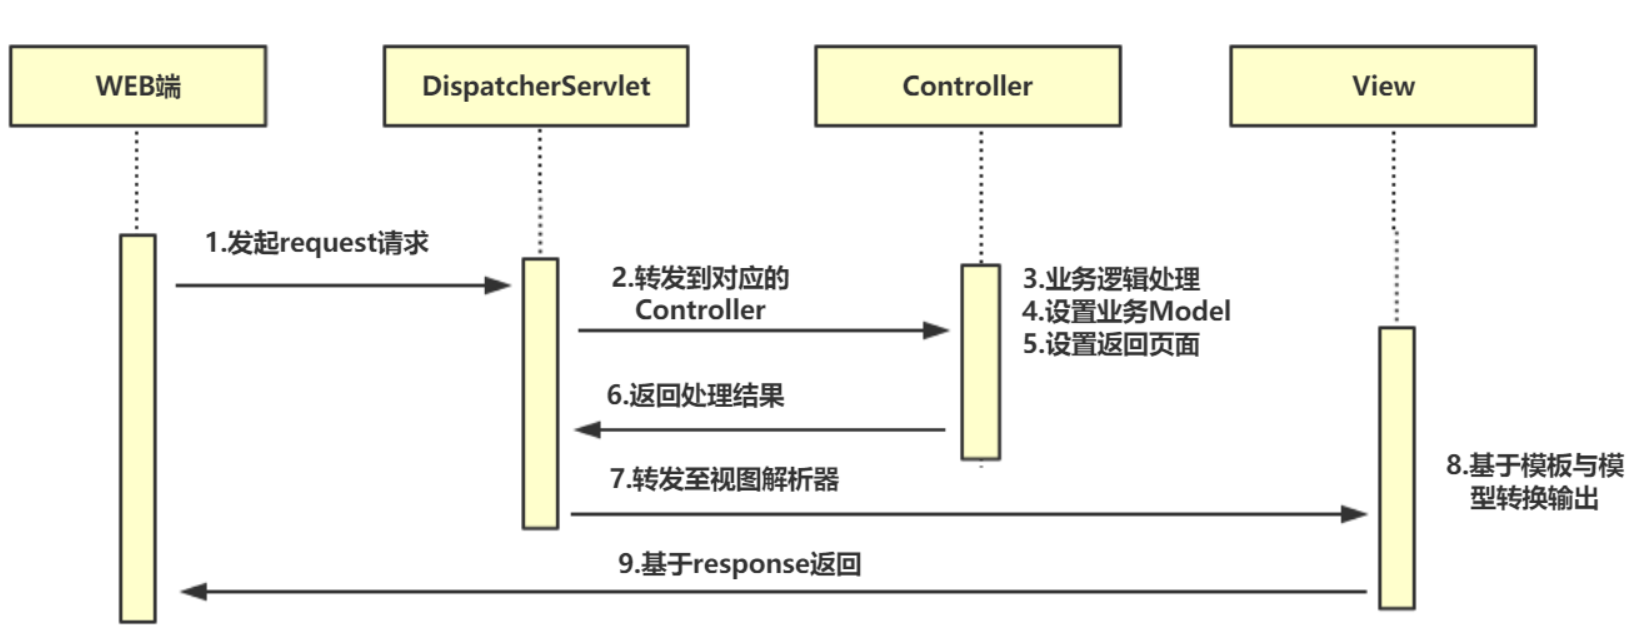 WEB端
DispatcherServlet
Controller
View
1.发起request请求
2.转发到对应的
Controller
3.业务逻辑处理
4.设置业务Model
5.设置返回页面
6.返回处理结果
7.转发至视图解析器
8.基于模板与模
型转换输出
9.基于response返回